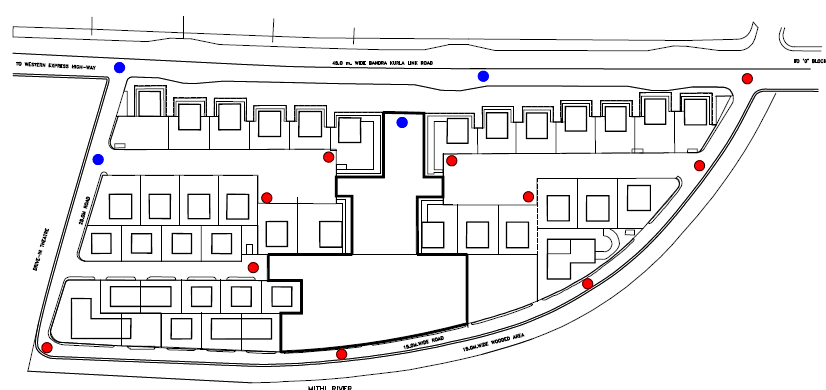 TO WESTERN EXPRESS HIGH-WAY
45.0 m. WIDE BANDRA KURLA LINK ROAD
TO 'G' BLOCK
DRIVE-IN THEATRE
15.0M.WIDE ROAD
15.0M.WIDE WOODED AREA
MITHI RIVER